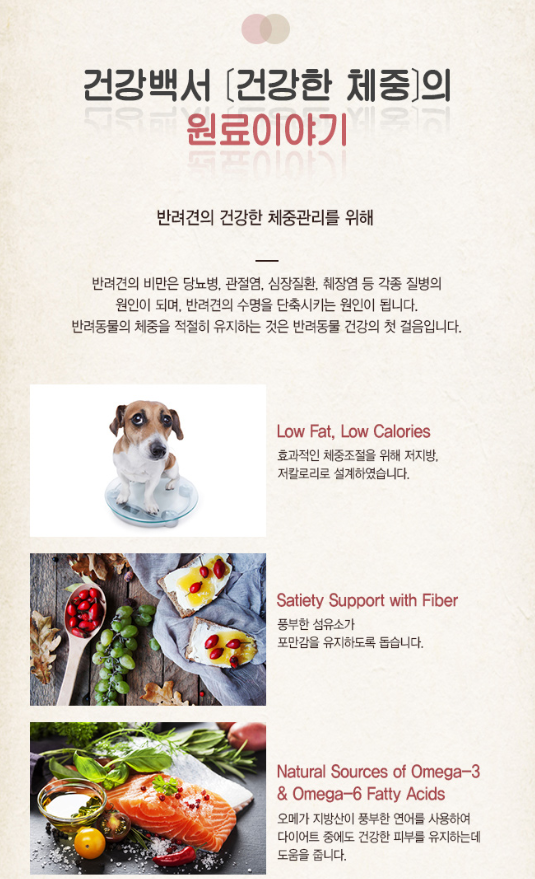 건강백서 [건강한 체중]의
원료이야기
반려견의 건강한 체중관리를 위해
반려견의 비만은 당뇨병, 관절염, 심장질환, 췌장염 등 각종 질병의
원인이 되며, 반려견의 수명을 단축시키는 원인이 됩니다.
반려동물의 체중을 적절히 유지하는 것은 반려동물 건강의 첫 걸음입니다.
Low Fat, Low Calories
효과적인 체중조절을 위해 저지방,
저칼로리로 설계하였습니다.
Satiety Support with Fiber
풍부한 섬유소가
포만감을 유지하도록 돕습니다.
Natural Sources of Omega-3
& Omega-6 Fatty Acids
오메가 지방산이 풍부한 연어를 사용하여
다이어트 중에도 건강한 피부를 유지하는데
도움을 줍니다.